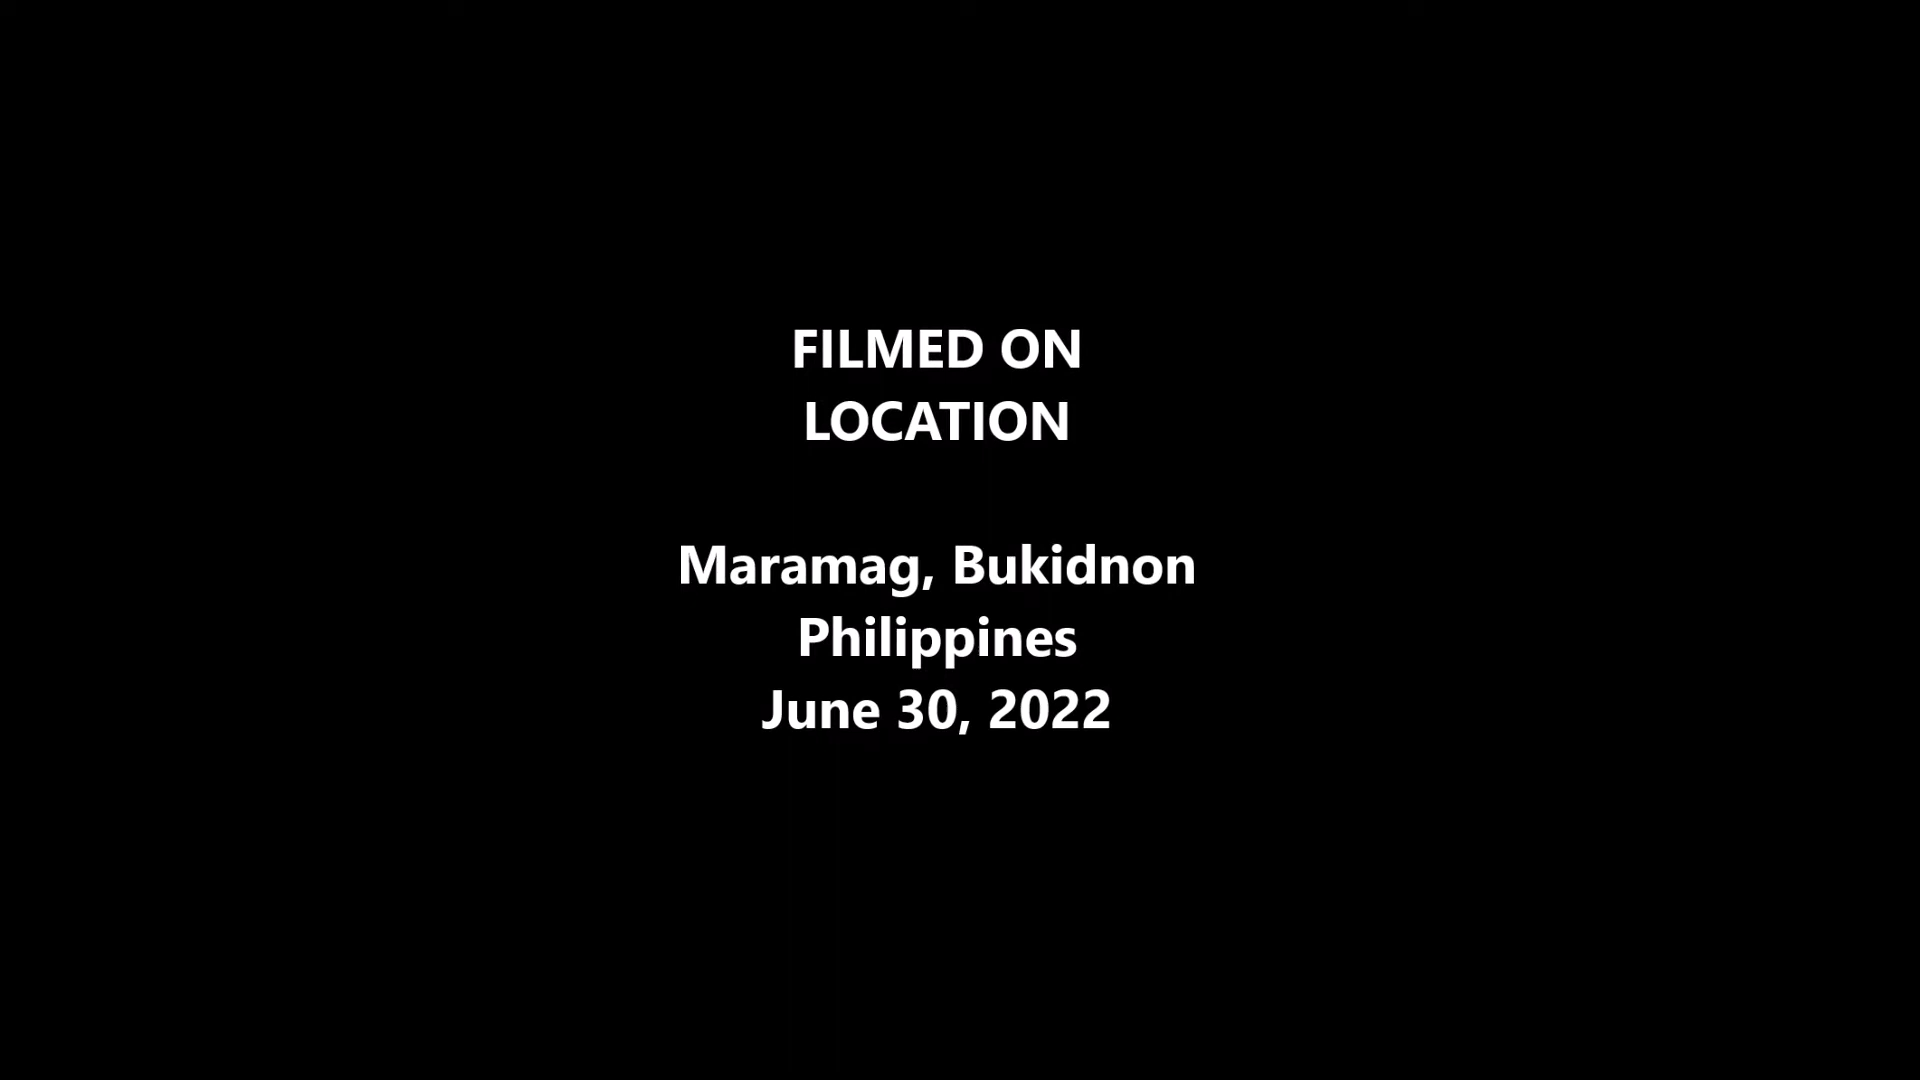 FILMED ON
LOCATION
Maramag, Bukidnon
Philippines
June 30, 2022